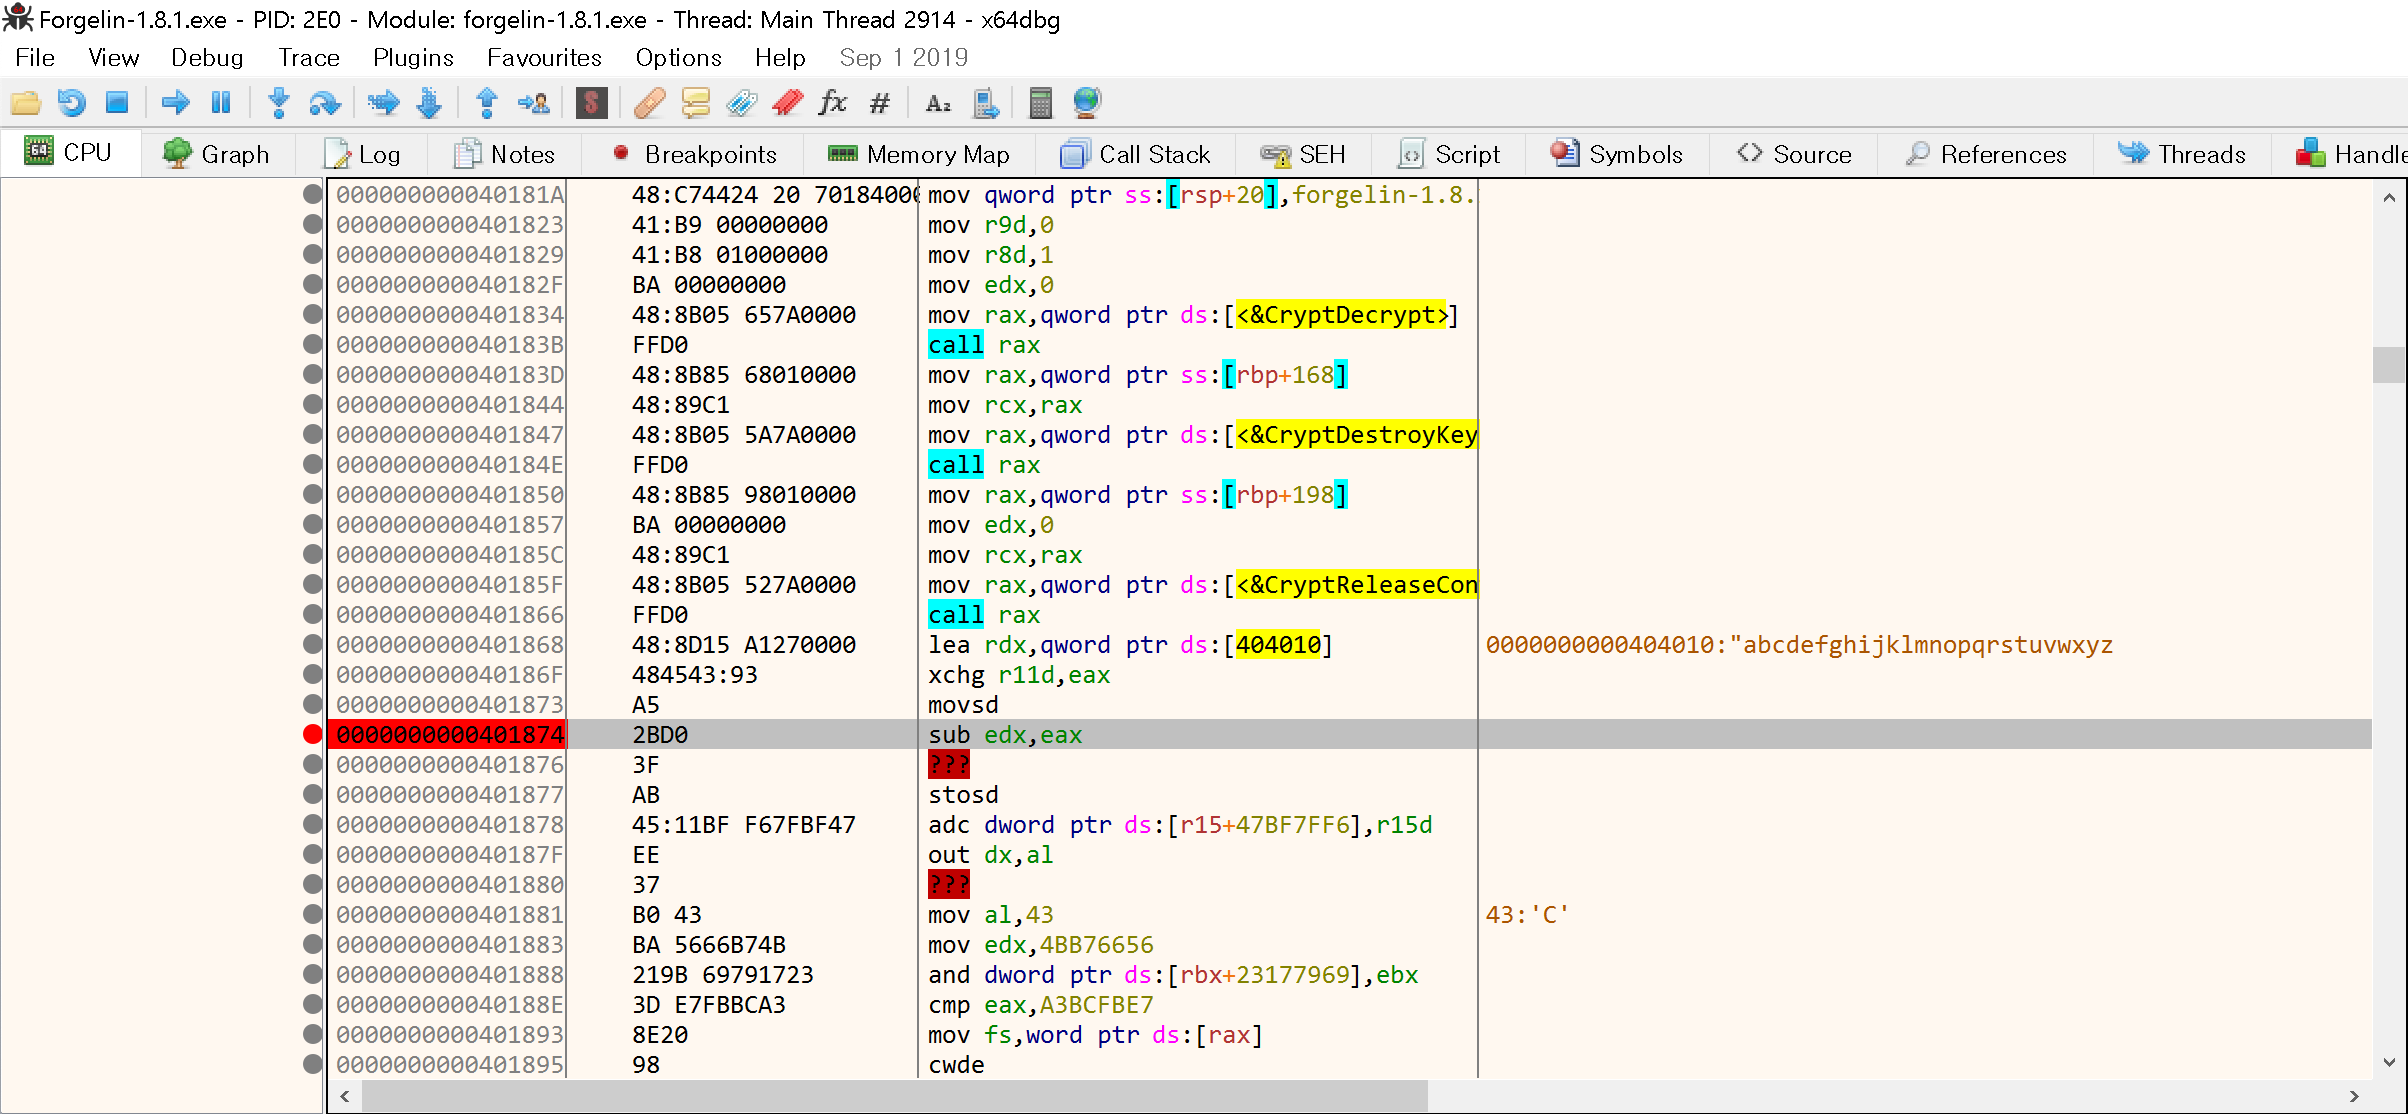 Forgelin-1.8.1.exe - PID: 2E0 - Module: forgelin-1.8.1.exe - Thread: Main Thread 2914 - x64dbg
File View Debug Trace Plugins Favourites Options Help Sep 1 2019
CPU Graph Log Notes Breakpoints Memory Map Call Stack SEH Script Symbols Source References Threads Handle
000000000040181A 48:C74424 20 70184000 mov qword ptr ss:[rsp+20],forgelin-1.8.
0000000000401823 41:B9 00000000 mov r9d,0
0000000000401829 41:B8 01000000 mov r8d,1
000000000040182F BA 00000000 mov edx,0
0000000000401834 48:8B05 657A0000 mov rax,qword ptr ds:[<&CryptDecrypt>]
000000000040183B FFD0 call rax
000000000040183D 48:8B85 68010000 mov rax,qword ptr ss:[rbp+168]
0000000000401844 48:89C1 mov rcx,rax
0000000000401847 48:8B05 5A7A0000 mov rax,qword ptr ds:[<&CryptDestroyKey
000000000040184E FFD0 call rax
0000000000401850 48:8B85 98010000 mov rax,qword ptr ss:[rbp+198]
0000000000401857 BA 00000000 mov edx,0
000000000040185C 48:89C1 mov rcx,rax
000000000040185F 48:8B05 527A0000 mov rax,qword ptr ds:[<&CryptReleaseCon
0000000000401866 FFD0 call rax
0000000000401868 48:8D15 A1270000 lea rdx,qword ptr ds:[404010] 0000000000404010:"abcdefghijklmnopqrstuvwxyz
000000000040186F 484543:93 xchg r11d,eax
0000000000401873 A5 movsd
0000000000401874 2BD0 sub edx,eax
0000000000401876 3F ???
0000000000401877 AB stosd
0000000000401878 45:11BF F67FBF47 adc dword ptr ds:[r15+47BF7FF6],r15d
000000000040187F EE out dx,al
0000000000401880 37 ???
0000000000401881 B0 43 mov al,43 43:'C'
0000000000401883 BA 5666B74B mov edx,4BB76656
0000000000401888 219B 69791723 and dword ptr ds:[rbx+23177969],ebx
000000000040188E 3D E7FBBCA3 cmp eax,A3BCFBE7
0000000000401893 8E20 mov fs,word ptr ds:[rax]
0000000000401895 98 cwde